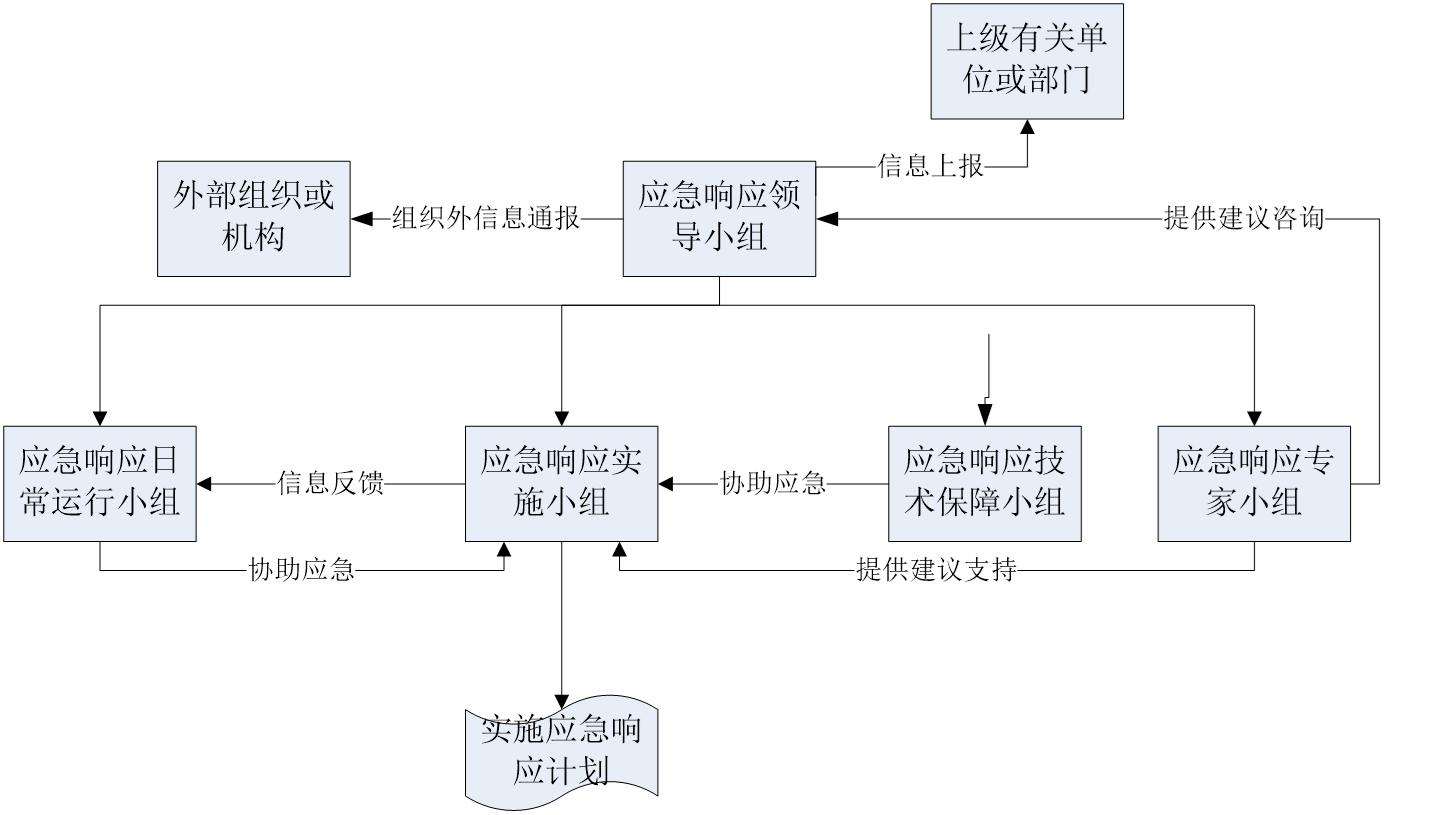 上级有关单
位或部门
信息上报
外部组织或
机构
组织外信息通报
应急响应领
导小组
提供建议咨询
应急响应日
常运行小组
信息反馈
应急响应实
施小组
协助应急
应急响应技
术保障小组
应急响应专
家小组
协助应急
提供建议支持
实施应急响
应计划